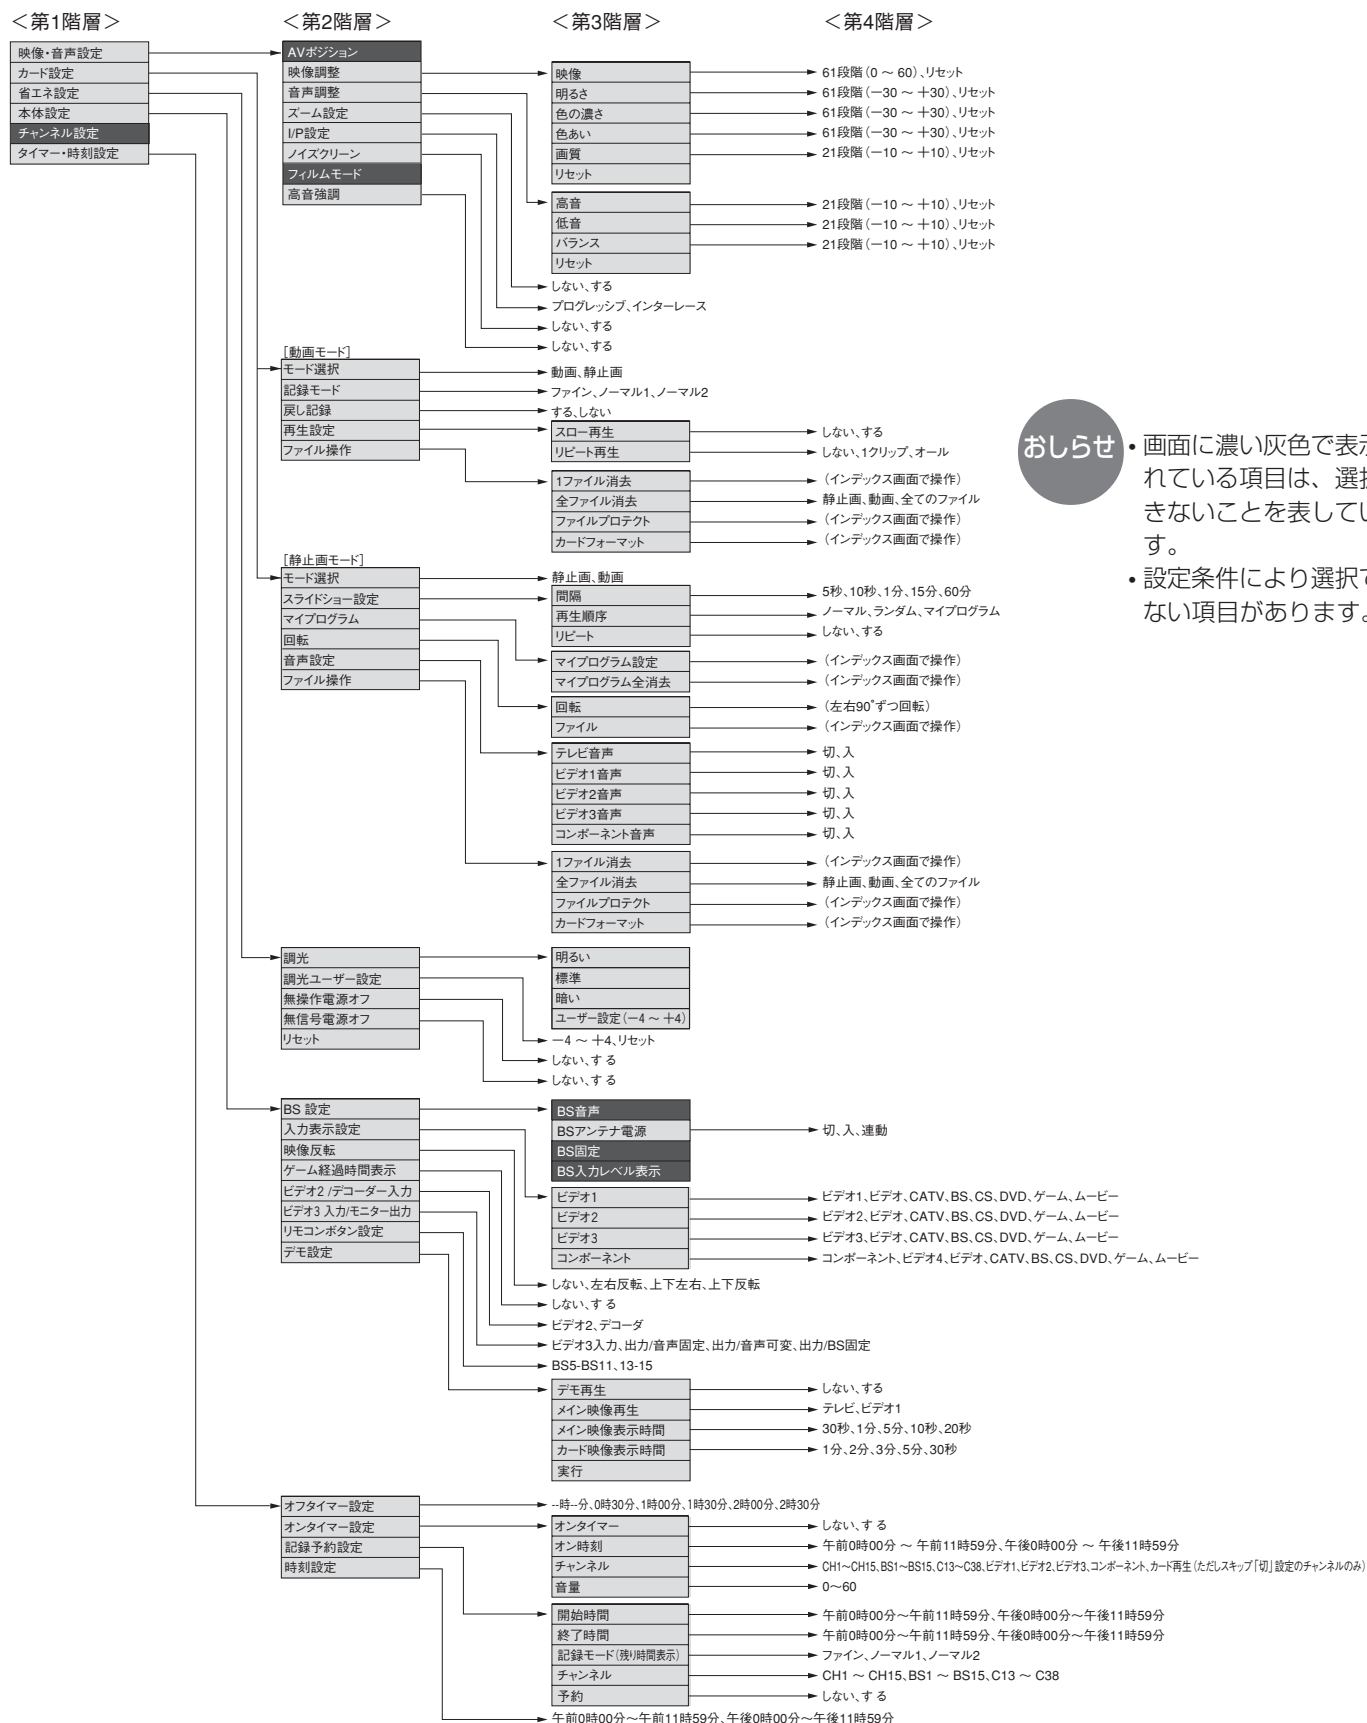 ＜第1階層＞
＜第2階層＞
＜第3階層＞
＜第4階層＞
映像・音声設定
カード設定
省エネ設定
本体設定
チャンネル設定
タイマー・時刻設定
AVポジション
映像調整
音声調整
ズーム設定
I/P設定
ノイズクリーン
フィルムモード
高音強調
映像
61段階（0 ～ 60）、リセット
明るさ
61段階（－30 ～ ＋30）、リセット
色の濃さ
61段階（－30 ～ ＋30）、リセット
色あい
61段階（－30 ～ ＋30）、リセット
画質
21段階（－10 ～ ＋10）、リセット
リセット
高音
21段階（－10 ～ ＋10）、リセット
低音
21段階（－10 ～ ＋10）、リセット
バランス
21段階（－10 ～ ＋10）、リセット
リセット
しない、する
プログレッシブ、インターレース
しない、する
しない、する
［動画モード］
モード選択
動画、静止画
記録モード
ファイン、ノーマル1、ノーマル2
戻し記録
する、しない
再生設定
ファイル操作
スロー再生
しない、する
リピート再生
しない、1クリップ、オール
1ファイル消去
（インデックス画面で操作）
全ファイル消去
静止画、動画、全てのファイル
ファイルプロテクト
（インデックス画面で操作）
カードフォーマット
（インデックス画面で操作）
おしらせ
• 画面に濃い灰色で表示
れている項目は、選択
きないことを表してい
す。
• 設定条件により選択で
ない項目があります。
［静止画モード］
モード選択
静止画、動画
スライドショー設定
マイプログラム
回転
音声設定
ファイル操作
間隔
5秒、10秒、1分、15分、60分
再生順序
ノーマル、ランダム、マイプログラム
リピート
しない、する
マイプログラム設定
（インデックス画面で操作）
マイプログラム全消去
（インデックス画面で操作）
回転
（左右90°ずつ回転）
ファイル
（インデックス画面で操作）
テレビ音声
切、入
ビデオ1音声
切、入
ビデオ2音声
切、入
ビデオ3音声
切、入
コンポーネント音声
切、入
1ファイル消去
（インデックス画面で操作）
全ファイル消去
静止画、動画、全てのファイル
ファイルプロテクト
（インデックス画面で操作）
カードフォーマット
（インデックス画面で操作）
調光
調光ユーザー設定
無操作電源オフ
無信号電源オフ
リセット
明るい
標準
暗い
ユーザー設定（－4 ～ ＋4）
－4 ～ ＋4、リセット
しない、する
しない、する
BS 設定
入力表示設定
映像反転
ゲーム経過時間表示
ビデオ2 /デコーダー入力
ビデオ3 入力/モニター出力
リモコンボタン設定
デモ設定
BS音声
BSアンテナ電源
切、入、連動
BS固定
BS入力レベル表示
ビデオ1
ビデオ1、ビデオ、CATV、BS、CS、DVD、ゲーム、ムービー
ビデオ2
ビデオ2、ビデオ、CATV、BS、CS、DVD、ゲーム、ムービー
ビデオ3
ビデオ3、ビデオ、CATV、BS、CS、DVD、ゲーム、ムービー
コンポーネント
コンポーネント、ビデオ4、ビデオ、CATV、BS、CS、DVD、ゲーム、ムービー
しない、左右反転、上下左右、上下反転
しない、する
ビデオ2、デコーダ
ビデオ3入力、出力/音声固定、出力/音声可変、出力/BS固定
BS5-BS11、13-15
デモ再生
しない、する
メイン映像再生
テレビ、ビデオ1
メイン映像表示時間
30秒、1分、5分、10秒、20秒
カード映像表示時間
1分、2分、3分、5分、30秒
実行
オフタイマー設定
--時--分、0時30分、1時00分、1時30分、2時00分、2時30分
オンタイマー設定
記録予約設定
時刻設定
オンタイマー
しない、する
オン時刻
午前0時00分 ～ 午前11時59分、午後0時00分 ～ 午後11時59分
チャンネル
CH1～CH15、BS1～BS15、C13～C38、ビデオ1、ビデオ2、ビデオ3、コンポーネント、カード再生（ただしスキップ「切」設定のチャンネルのみ）
音量
0～60
開始時間
午前0時00分～午前11時59分、午後0時00分～午後11時59分
終了時間
午前0時00分～午前11時59分、午後0時00分～午後11時59分
記録モード（残り時間表示）
ファイン、ノーマル1、ノーマル2
チャンネル
CH1 ～ CH15、BS1 ～ BS15、C13 ～ C38
予約
しない、する
午前0時00分～午前11時59分、午後0時00分～午後11時59分